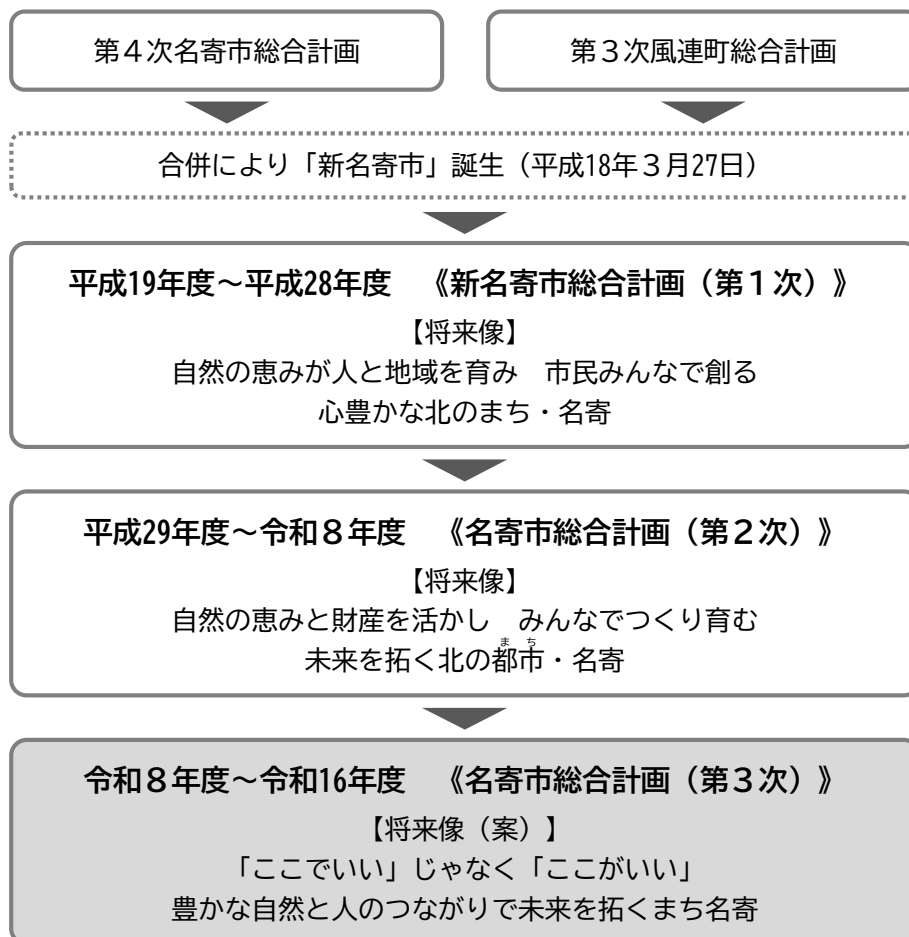 第４次名寄市総合計画
第３次風連町総合計画
合併により「新名寄市」誕生（平成18年３月27日）
平成19年度～平成28年度　《新名寄市総合計画（第１次）》
【将来像】
自然の恵みが人と地域を育み　市民みんなで創る
心豊かな北のまち・名寄
平成29年度～令和８年度　《名寄市総合計画（第２次）》
【将来像】
自然の恵みと財産を活かし　みんなでつくり育む
まち
未来を拓く北の都市・名寄
令和８年度～令和16年度　《名寄市総合計画（第３次）》
【将来像（案）】
「ここでいい」じゃなく「ここがいい」
豊かな自然と人のつながりで未来を拓くまち名寄